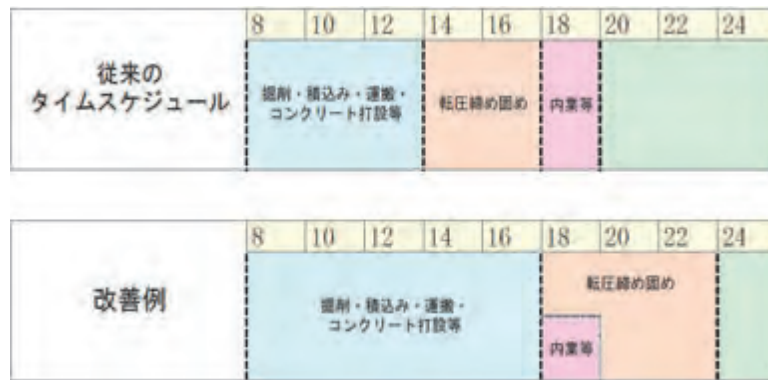 8 10 12 14 16 18 20 22 24
従来の
タイムスケジュール
掘削・積込み・運搬・
コンクリート打設等
転圧締め固め
内業等
8 10 12 14 16 18 20 22 24
改善例
掘削・積込み・運搬・
コンクリート打設等
転圧締め固め
内業等